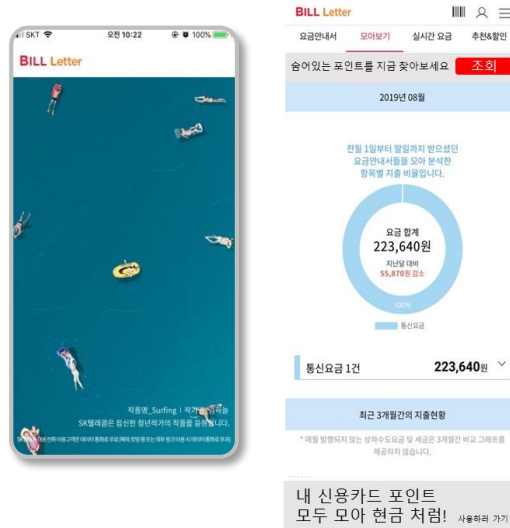 SKT
오전 10:22
100%
BILL Letter
작품명_Surfing | 작가명_김하늘
SK텔레콤은 참신한 청년작가의 작품을 응원합니다.
BILL Letter
요금안내서 모아보기 실시간 요금 추천&할인
숨어있는 포인트를 지금 찾아보세요 조회
2019년 08월
전월 1일부터 말일까지 받으셨던
요금안내서들을 모아 분석한
항목별 지출 비율입니다.
요금 합계
223,640원
지난달 대비
55,870원 감소
100%
통신요금
통신요금 1건 223,640원
최근 3개월간의 지출현황
* 매월 발행되지 않는 상하수도요금 및 세금은 3개월간 비교 그래프를
제공하지 않습니다.
내 신용카드 포인트
모두 모아 현금 처럼! 사용하러 가기